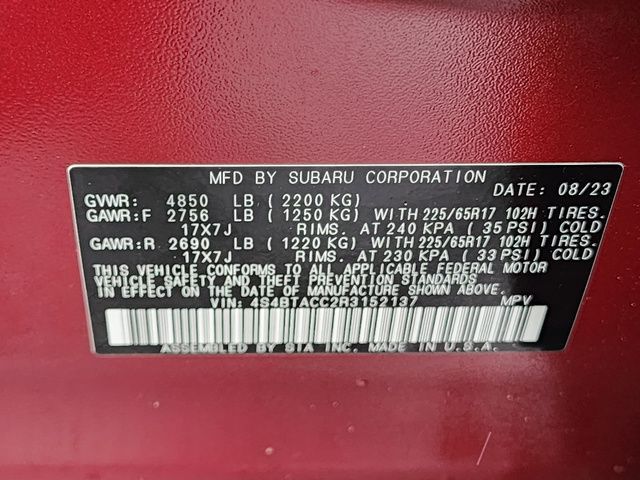 MFD BY SUBARU CORPORATION
DATE: 08/23
GVWR: 4850 LB ( 2200 KG)
GAWR:F 2756 LB ( 1250 KG) WITH 225/65R17 102H TIRES.
17X7J RIMS. AT 240 KPA ( 35 PSI) COLD
GAWR:R 2690 LB ( 1220 KG) WITH 225/65R17 102H TIRES.
17X7J RIMS. AT 230 KPA ( 33 PSI) COLD
THIS VEHICLE CONFORMS TO ALL APPLICABLE FEDERAL MOTOR
VEHICLE SAFETY AND THEFT PREVENTION STANDARDS
IN EFFECT ON THE DATE OF MANUFACTURE SHOWN ABOVE.
VIN: 4S4BTACC2R3152137 MPV
ASSEMBLED BY SIA INC. MADE IN U.S.A.